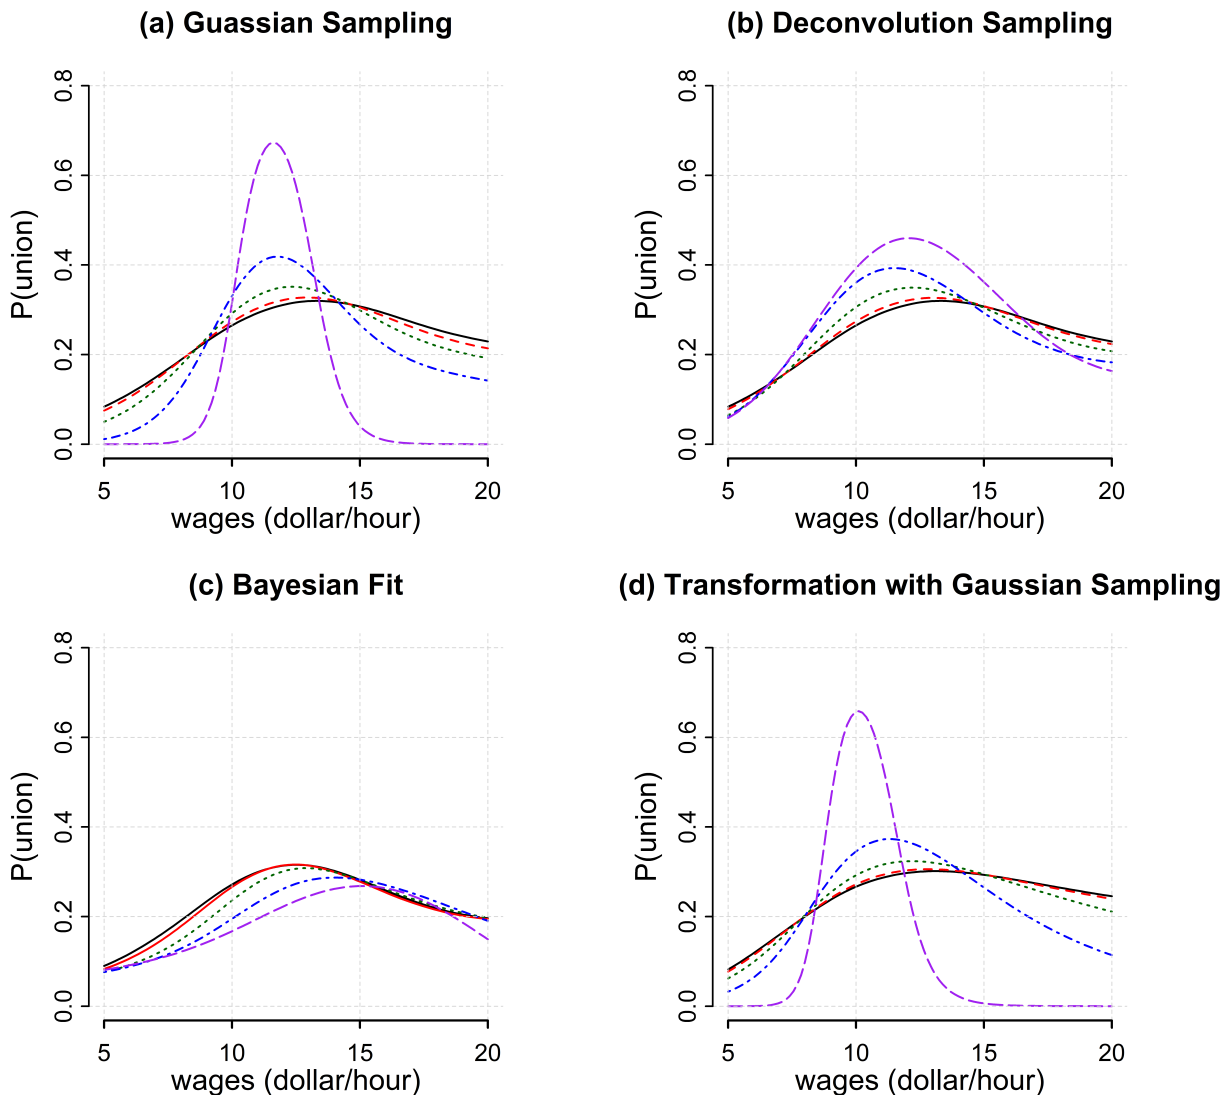 (a) Guassian Sampling
0.8
0.6
0.4
0.2
0.0
P(union)
5 10 15 20
wages (dollar/hour)
(b) Deconvolution Sampling
0.8
0.6
0.4
0.2
0.0
P(union)
5 10 15 20
wages (dollar/hour)
(c) Bayesian Fit
0.8
0.6
0.4
0.2
0.0
P(union)
5 10 15 20
wages (dollar/hour)
(d) Transformation with Gaussian Sampling
0.8
0.6
0.4
0.2
0.0
P(union)
5 10 15 20
wages (dollar/hour)